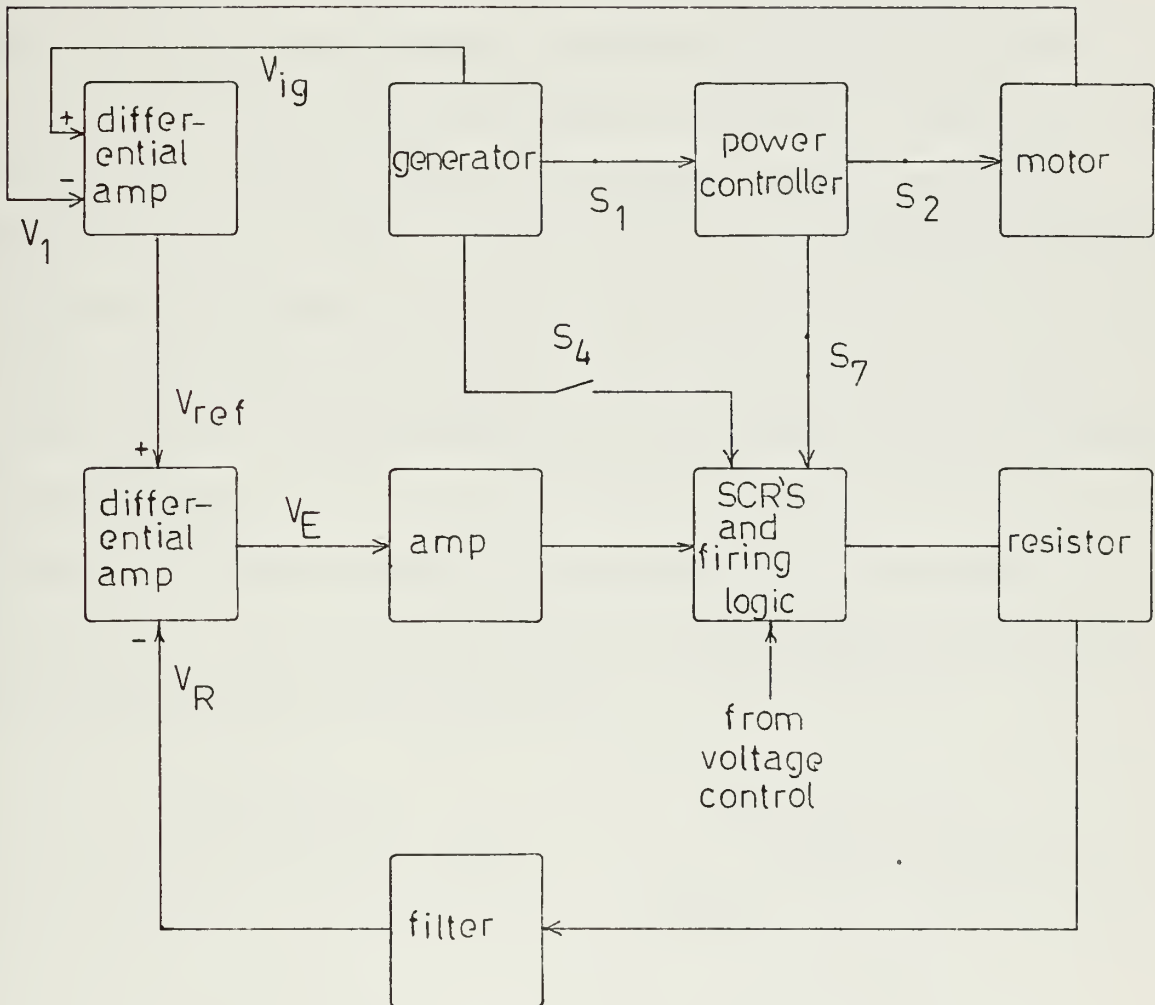 V_ig
+
differ-
ential
amp
-
V_1
generator
S_1
power
controller
S_2
motor
S_4
S_7
V_ref
+
differ-
ential
amp
-
V_E
amp
SCR'S
and
firing
logic
resistor
V_R
from
voltage
control
filter